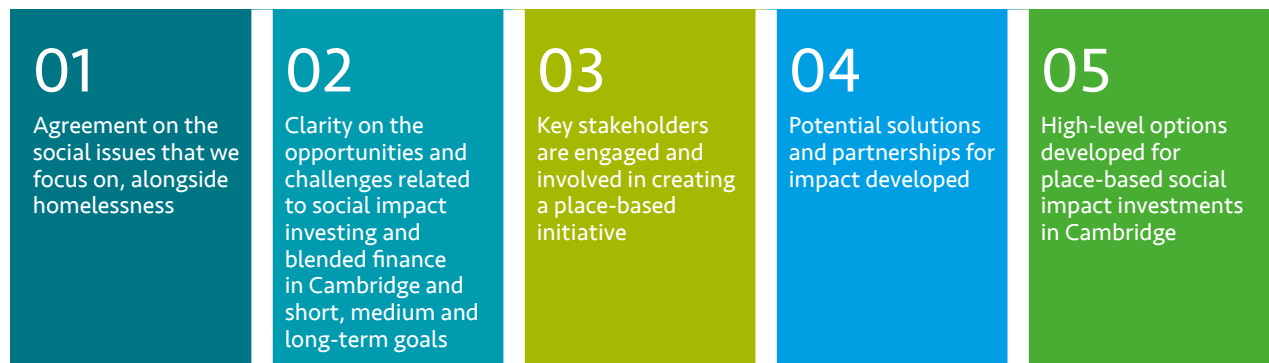 01
Agreement on the
social issues that we
focus on, alongside
homelessness
02
Clarity on the
opportunities and
challenges related
to social impact
investing and
blended finance
in Cambridge and
short, medium and
long-term goals
03
Key stakeholders
are engaged and
involved in creating
a place-based
initiative
04
Potential solutions
and partnerships for
impact developed
05
High-level options
developed for
place-based social
impact investments
in Cambridge